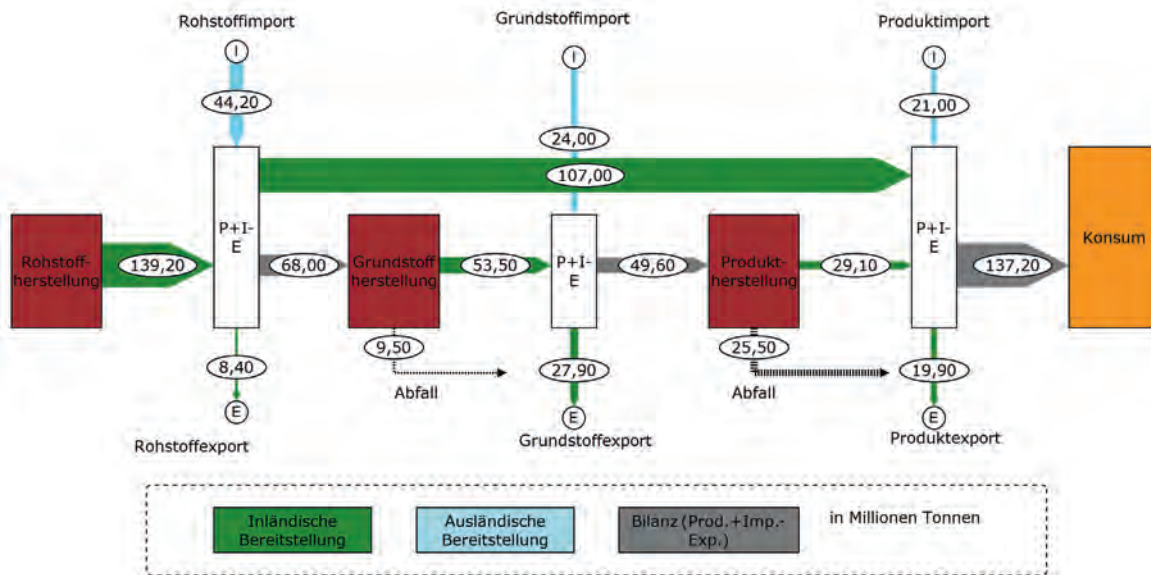 Rohstoffimport
Grundstoffimport
Produktimport
I
I
I
44,20
24,00
21,00
107,00
Rohstoff-
herstellung
139,20
P+I-
E
68,00
Grundstoff
herstellung
53,50
P+I-
E
49,60
Produkt-
herstellung
29,10
P+I-
E
137,20
Konsum
8,40
9,50
27,90
25,50
19,90
Abfall
Abfall
E
E
E
Rohstoffexport
Grundstoffexport
Produktexport
Inländische
Bereitstellung
Ausländische
Bereitstellung
Bilanz (Prod.+Imp.-
Exp.)
in Millionen Tonnen